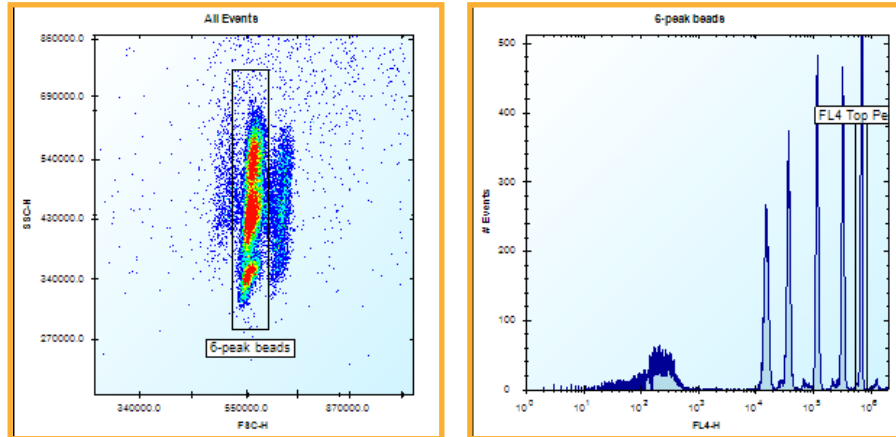 All Events
860000.0
690000.0
540000.0
430000.0
340000.0
270000.0
SSC-H
6-peak beads
340000.0
550000.0
870000.0
FSC-H
6-peak beads
500
400
300
200
100
0
# Events
FL4 Top Pe
10^0
10^1
10^2
10^3
10^4
10^5
10^6
FL4-H